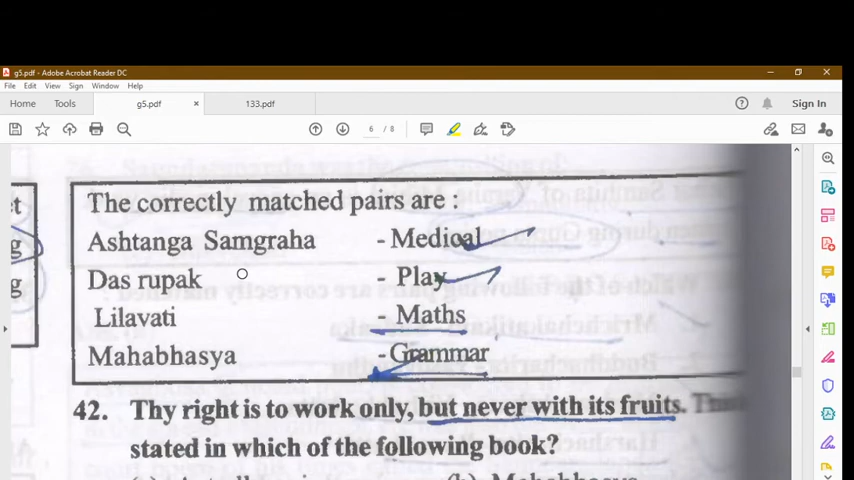 g5.pdf - Adobe Acrobat Reader DC
File Edit View Sign Window Help
Home Tools g5.pdf × 133.pdf Sign In
6 / 8
The correctly matched pairs are :
Ashtanga Samgraha - Medical
Das rupak - Play
Lilavati - Maths
Mahabhasya - Grammar
42. Thy right is to work only, but never with its fruits.
stated in which of the following book?